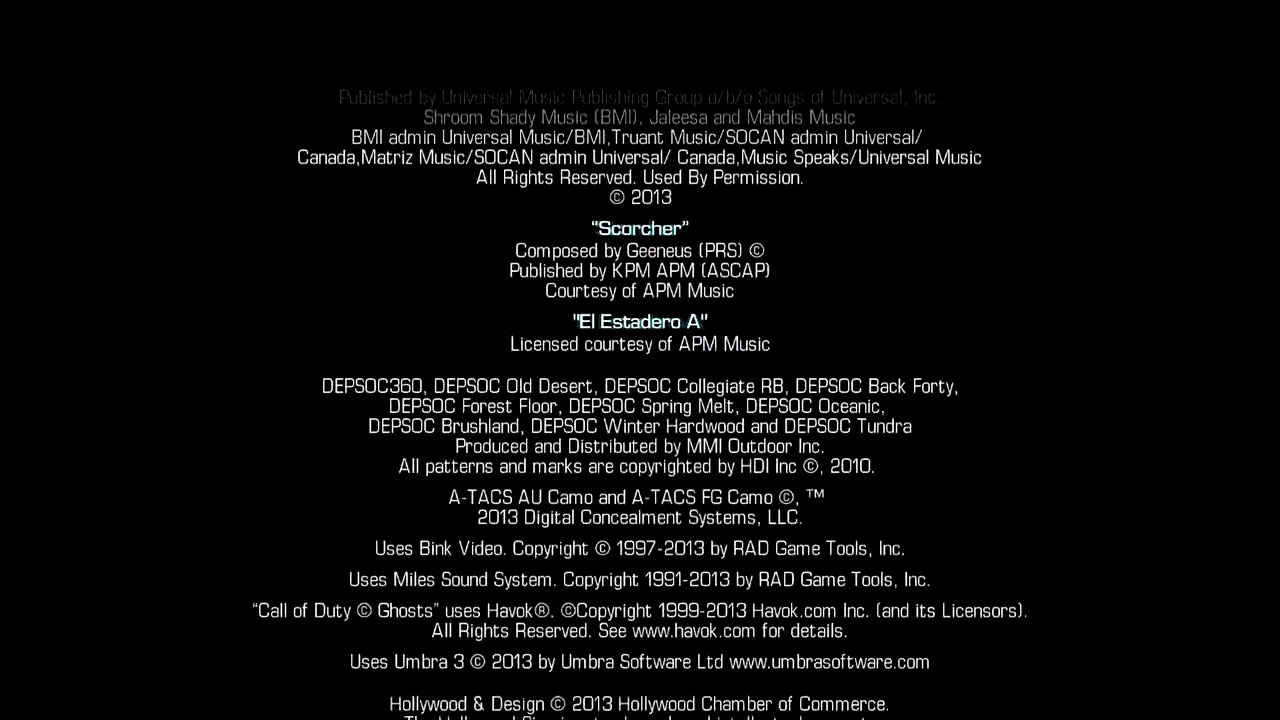 Published by Universal Music Publishing Group o/b/o Songs of Universal, Inc.
Shroom Shady Music (BMI), Jaleesa and Mahdis Music
BMI admin Universal Music/BMI,Truant Music/SOCAN admin Universal/
Canada,Matriz Music/SOCAN admin Universal/ Canada,Music Speaks/Universal Music
All Rights Reserved. Used By Permission.
© 2013
“Scorcher”
Composed by Geeneus (PRS) ©
Published by KPM APM (ASCAP)
Courtesy of APM Music
"El Estadero A"
Licensed courtesy of APM Music
DEPSOC360, DEPSOC Old Desert, DEPSOC Collegiate RB, DEPSOC Back Forty,
DEPSOC Forest Floor, DEPSOC Spring Melt, DEPSOC Oceanic,
DEPSOC Brushland, DEPSOC Winter Hardwood and DEPSOC Tundra
Produced and Distributed by MMI Outdoor Inc.
All patterns and marks are copyrighted by HDI Inc ©, 2010.
A-TACS AU Camo and A-TACS FG Camo ©, ™
2013 Digital Concealment Systems, LLC.
Uses Bink Video. Copyright © 1997-2013 by RAD Game Tools, Inc.
Uses Miles Sound System. Copyright 1991-2013 by RAD Game Tools, Inc.
“Call of Duty © Ghosts” uses Havok®. ©Copyright 1999-2013 Havok.com Inc. (and its Licensors).
All Rights Reserved. See www.havok.com for details.
Uses Umbra 3 © 2013 by Umbra Software Ltd www.umbrasoftware.com
Hollywood & Design © 2013 Hollywood Chamber of Commerce.